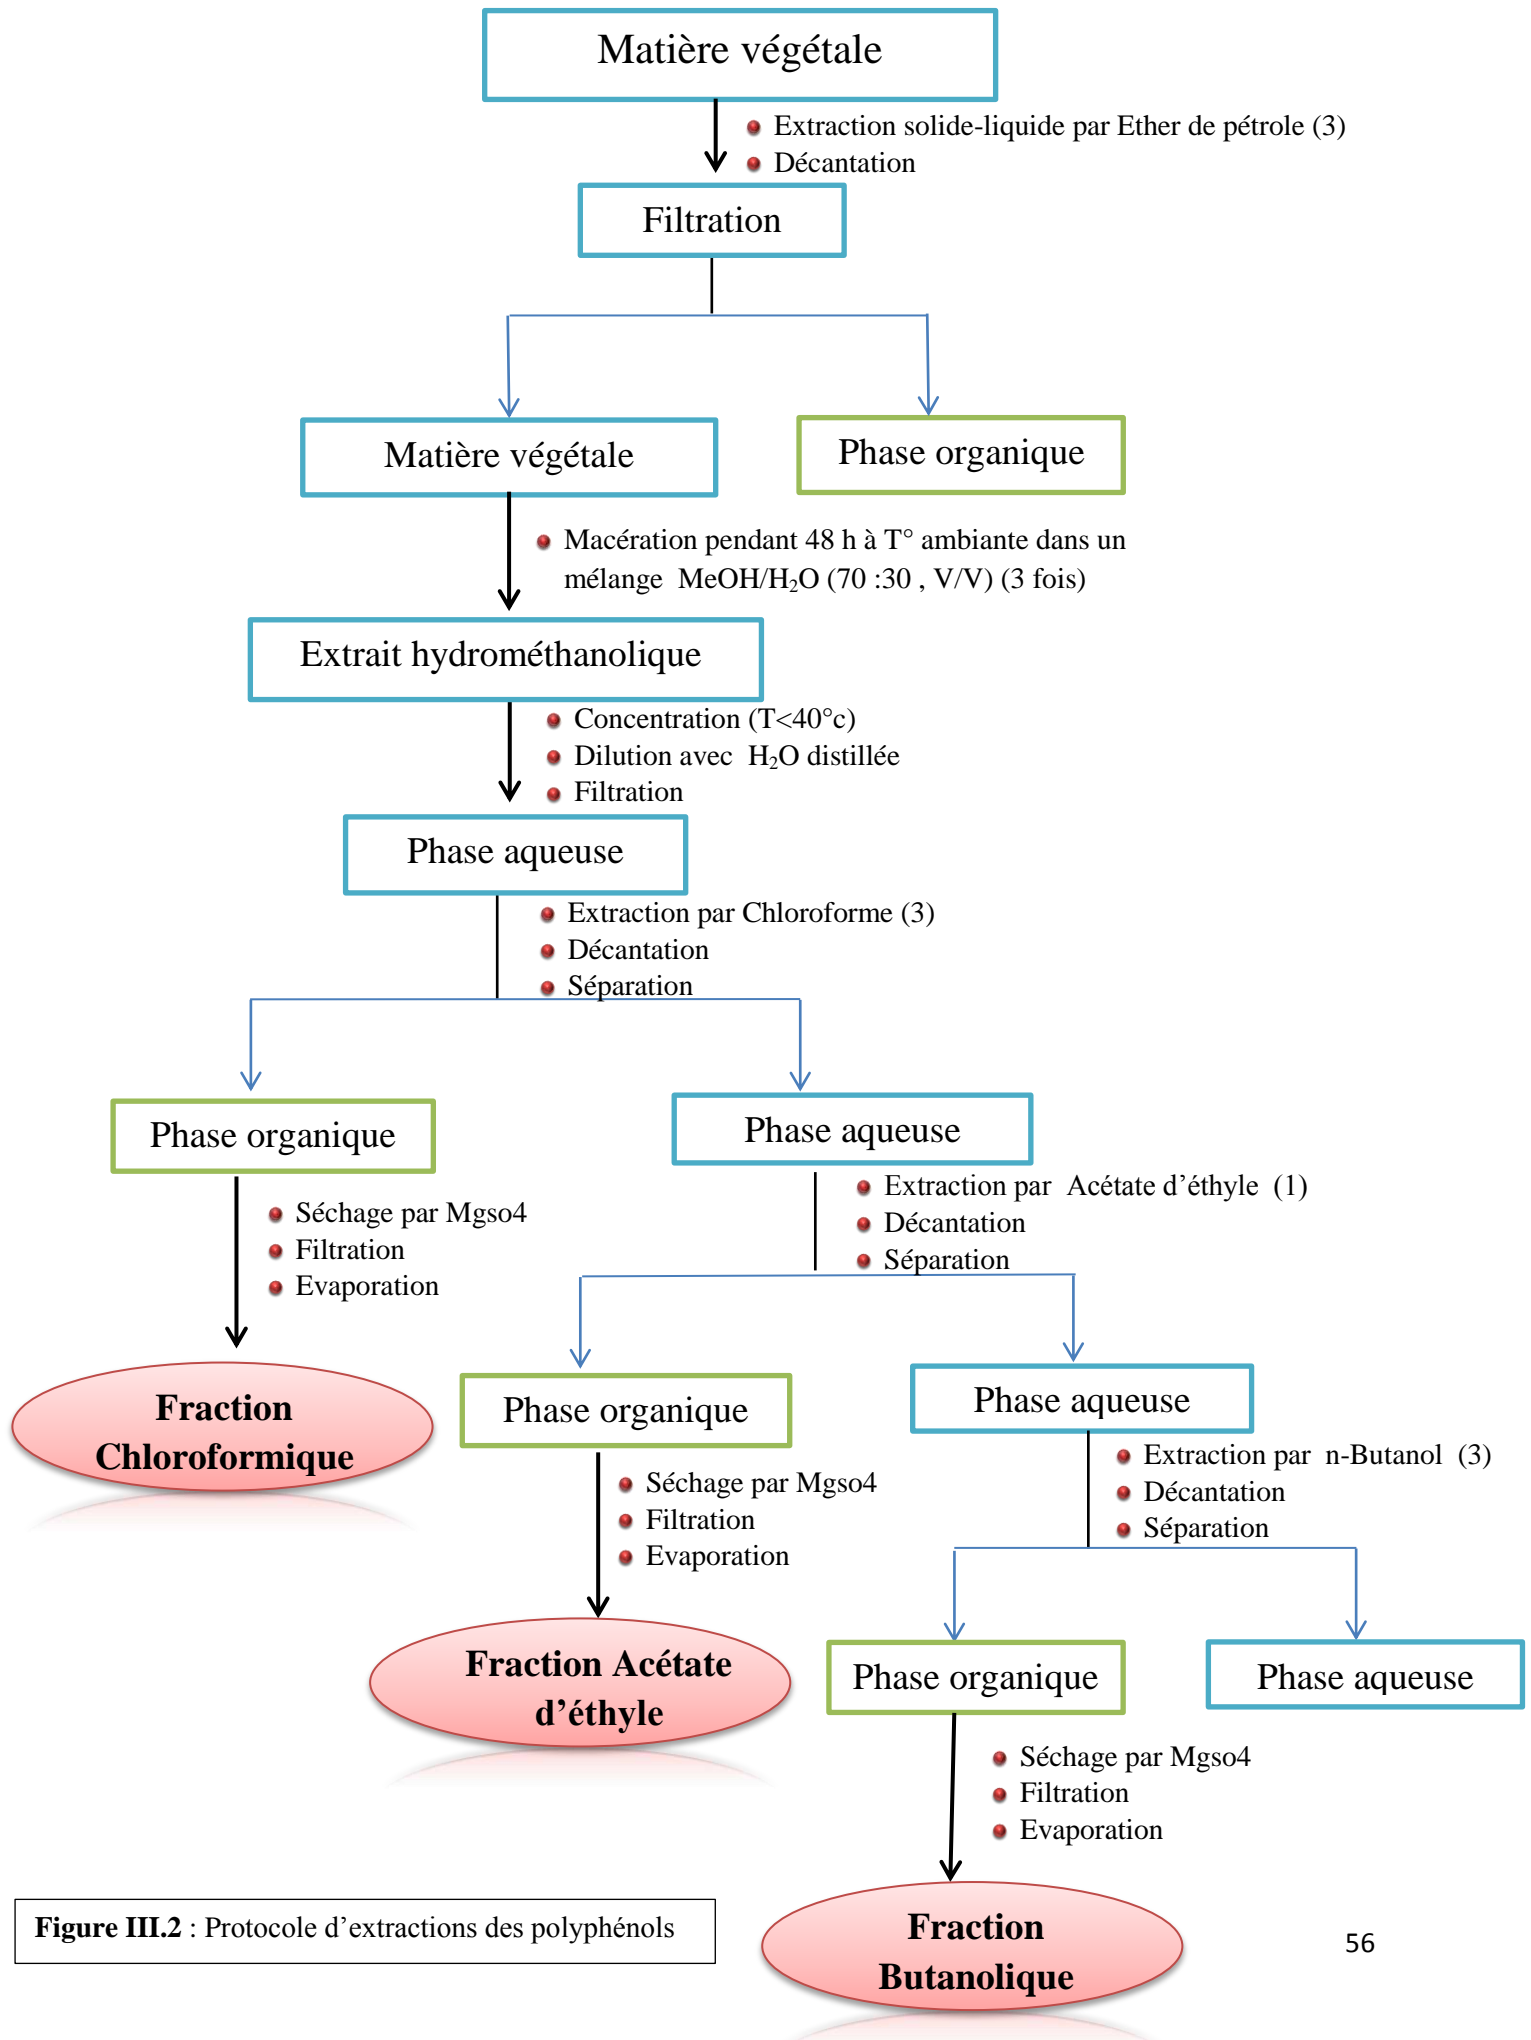 Matière végétale
Extraction solide-liquide par Ether de pétrole (3)
Décantation
Filtration
Matière végétale
Phase organique
Macération pendant 48 h à T° ambiante dans un
mélange MeOH/H₂O (70 :30 , V/V) (3 fois)
Extrait hydrométhanolique
Concentration (T<40°c)
Dilution avec H₂O distillée
Filtration
Phase aqueuse
Extraction par Chloroforme (3)
Décantation
Séparation
Phase organique
Phase aqueuse
Extraction par Acétate d’éthyle (1)
Décantation
Séparation
Séchage par Mgso4
Filtration
Evaporation
Fraction
Chloroformique
Phase organique
Phase aqueuse
Extraction par n-Butanol (3)
Décantation
Séparation
Séchage par Mgso4
Filtration
Evaporation
Fraction Acétate
d’éthyle
Phase organique
Phase aqueuse
Séchage par Mgso4
Filtration
Evaporation
Fraction
Butanolique
Figure III.2 : Protocole d’extractions des polyphénols
56